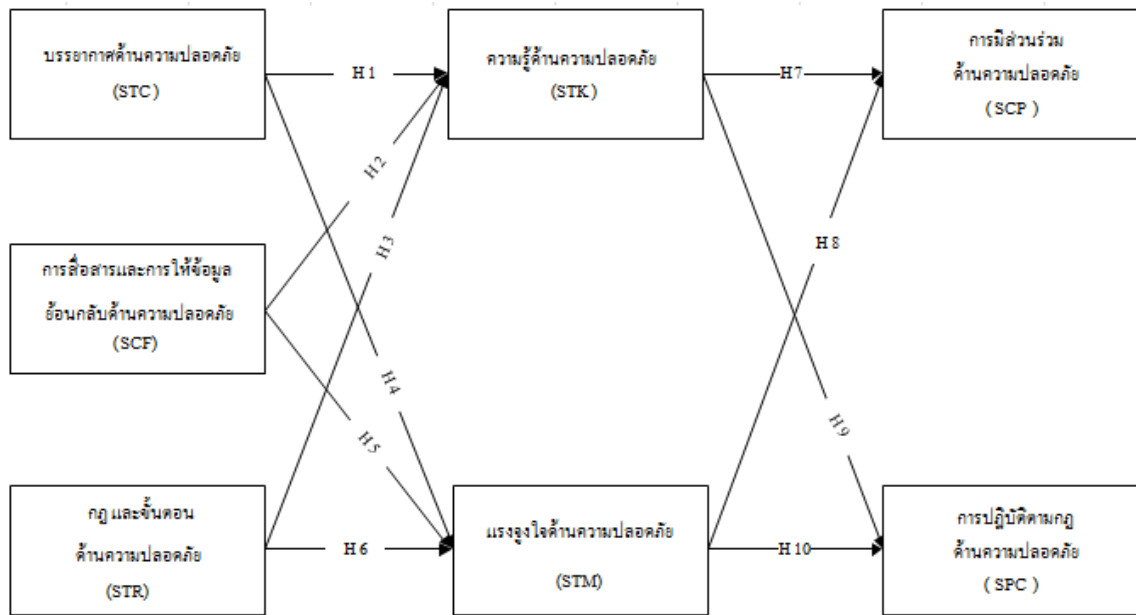 บรรยากาศด้านความปลอดภัย
(STC)
H 1
ความรู้ด้านความปลอดภัย
(STK)
H7
การมีส่วนร่วม
ด้านความปลอดภัย
( SCP )
H 2
H 3
H 8
การสื่อสารและการให้ข้อมูล
ย้อนกลับด้านความปลอดภัย
(SCF)
H 4
H 5
H 9
กฎ และขั้นตอน
ด้านความปลอดภัย
(STR)
H 6
แรงจูงใจด้านความปลอดภัย
(STM)
H 10
การปฏิบัติตามกฎ
ด้านความปลอดภัย
( SPC )